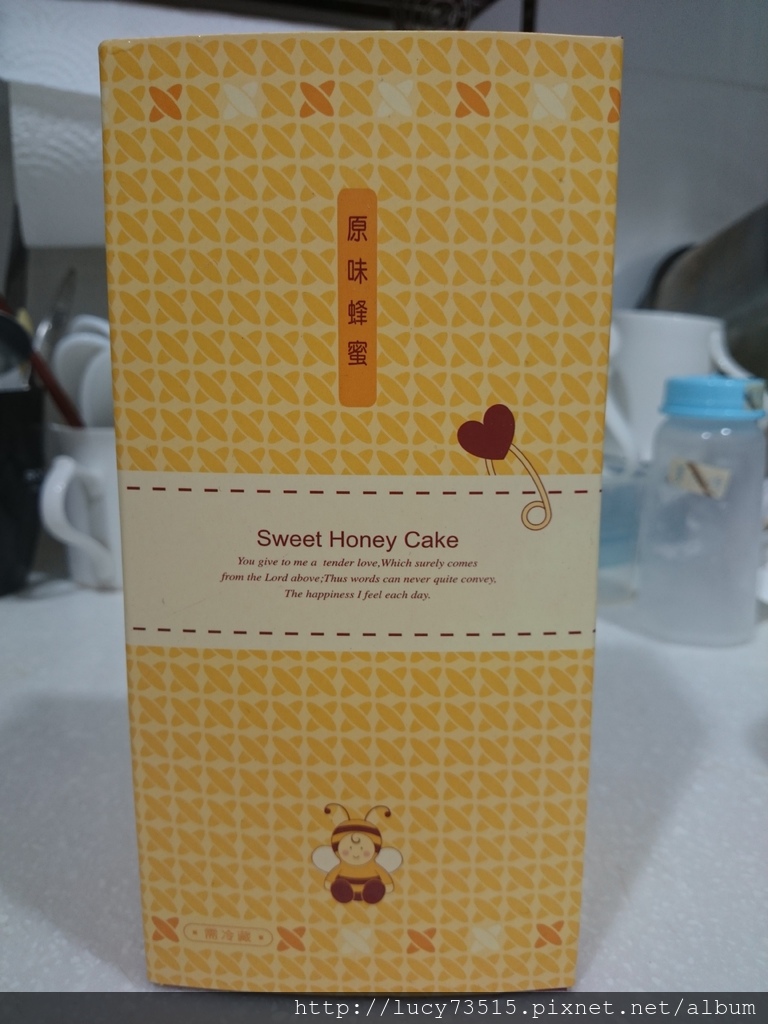 原味蜂蜜
Sweet Honey Cake
You give to me a tender love,Which surely comes
from the Lord above;Thus words can never quite convey,
The happiness I feel each day.
需冷藏
http://lucy73515.pixnet.net/album